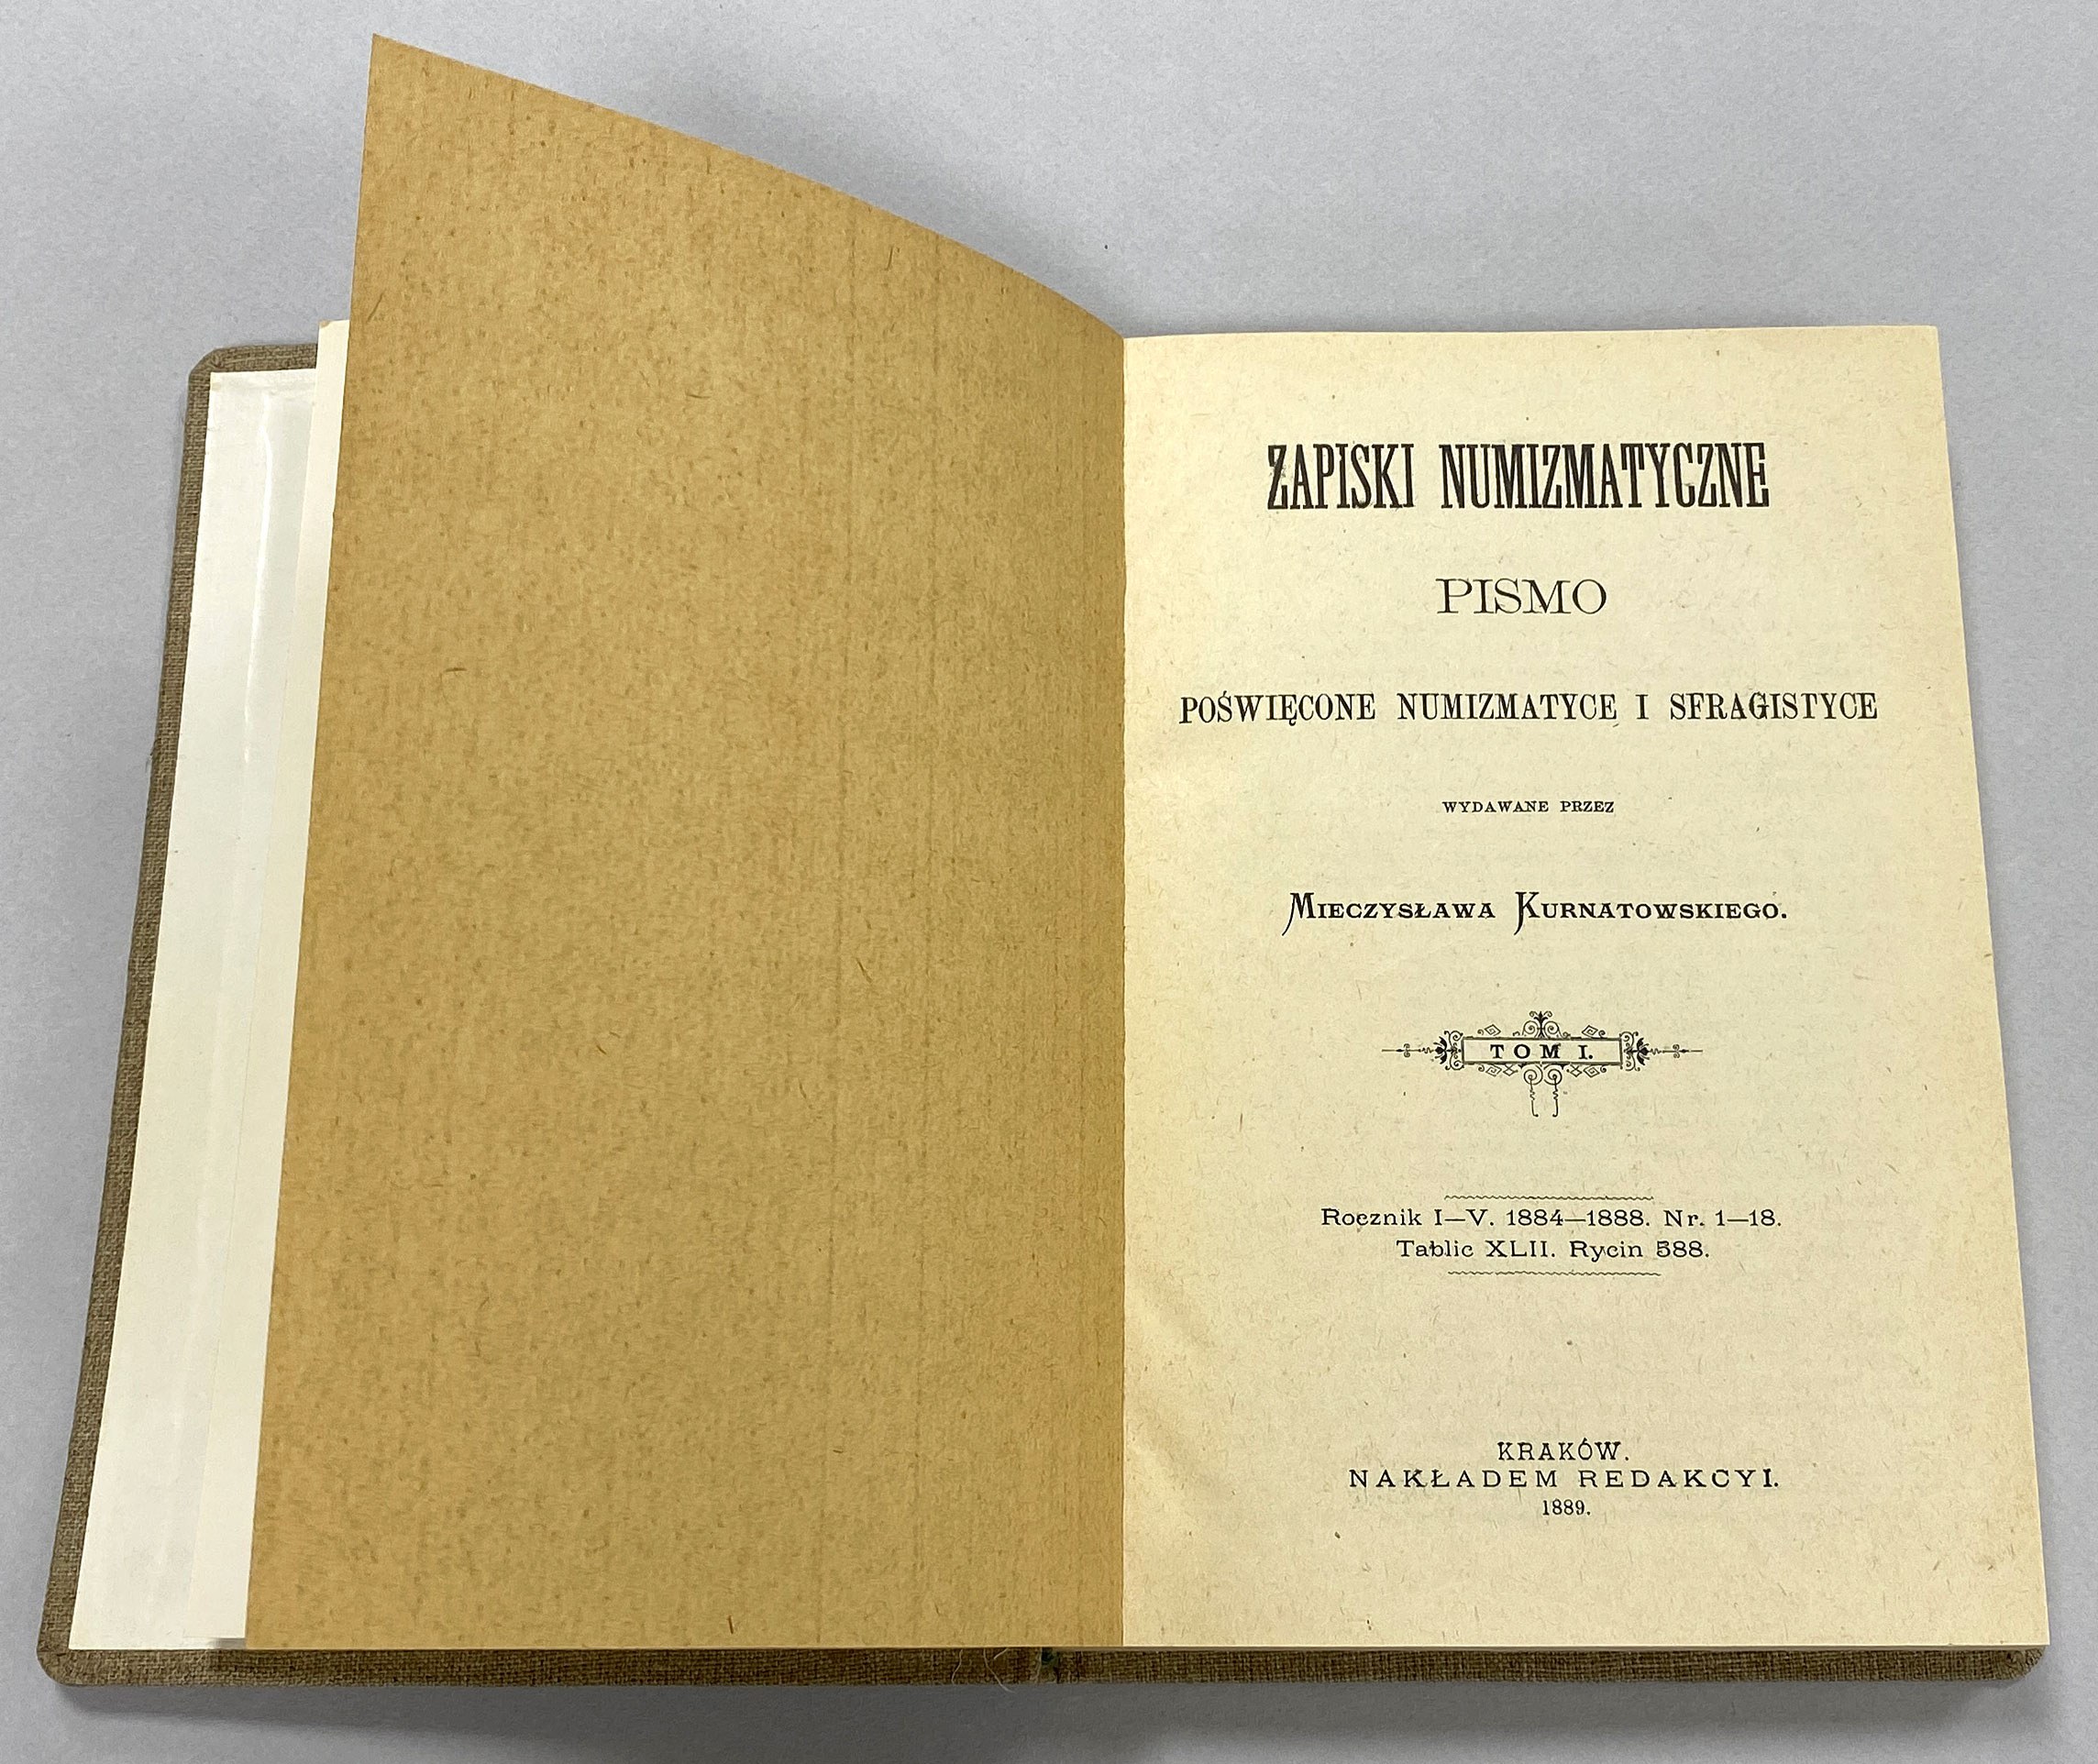 ZAPISKI NUMIZMATYCZNE
PISMO
POŚWIĘCONE NUMIZMATYCE I SFRAGISTYCE
WYDAWANE PRZEZ
MIECZYSŁAWA KURNATOWSKIEGO.
TOM I.
Rocznik I—V. 1884—1888. Nr. 1—18.
Tablic XLII. Rycin 588.
KRAKÓW.
NAKŁADEM REDAKCYI.
1889.